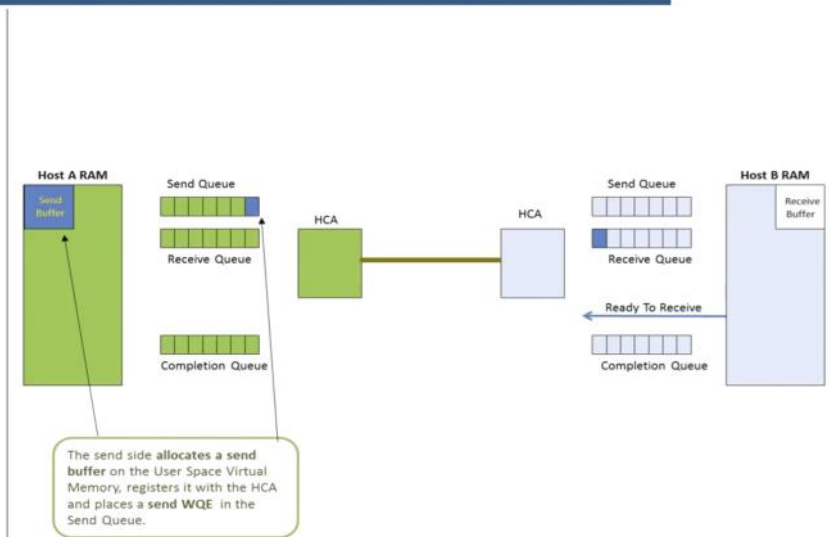 Host A RAM
Send
Buffer
Send Queue
Receive Queue
Completion Queue
HCA
HCA
Send Queue
Receive Queue
Ready To Receive
Completion Queue
Host B RAM
Receive
Buffer
The send side allocates a send
buffer on the User Space Virtual
Memory, registers it with the HCA
and places a send WQE in the
Send Queue.